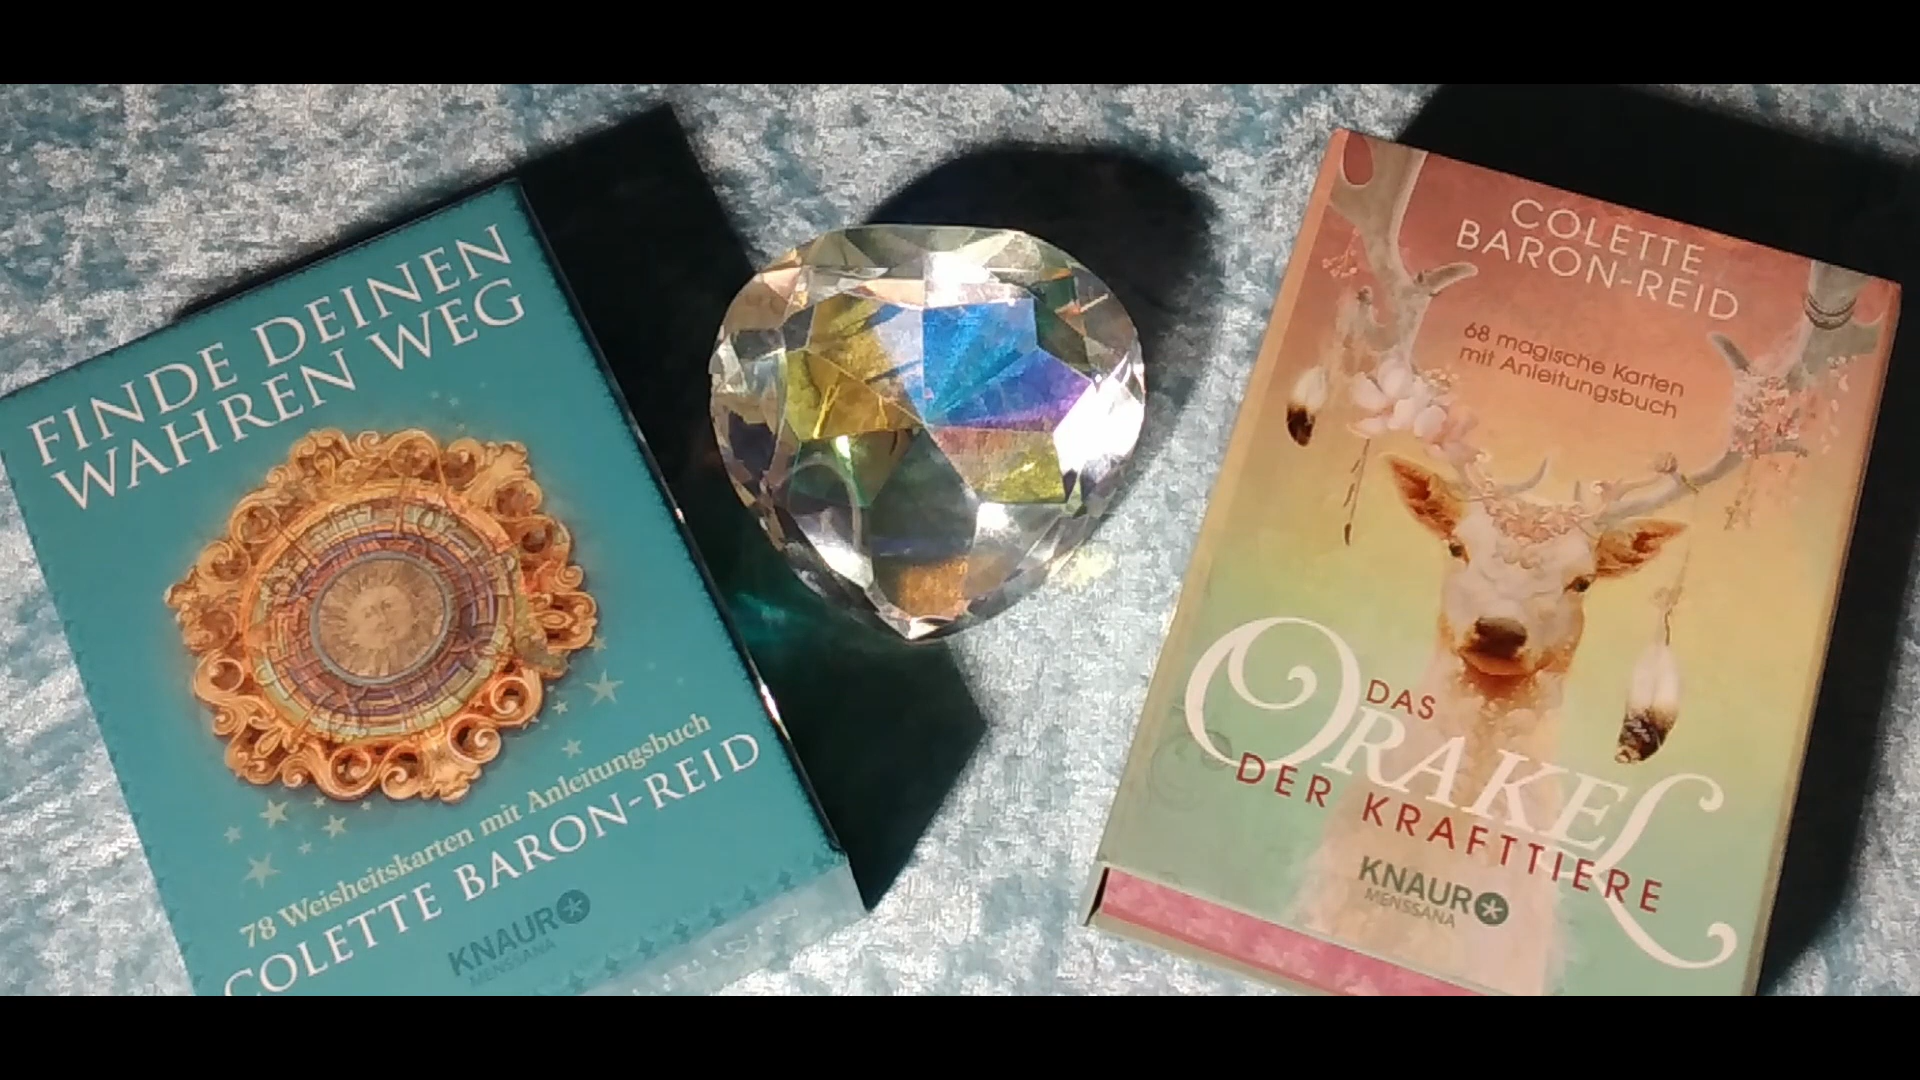 FINDE DEINEN
WAHREN WEG
78 Weisheitskarten mit Anleitungsbuch
COLETTE BARON-REID
KNAUR
MENSSANA
COLETTE
BARON-REID
68 magische Karten
mit Anleitungsbuch
DAS
ORAKEL
DER KRAFTTIERE
KNAUR
MENSSANA